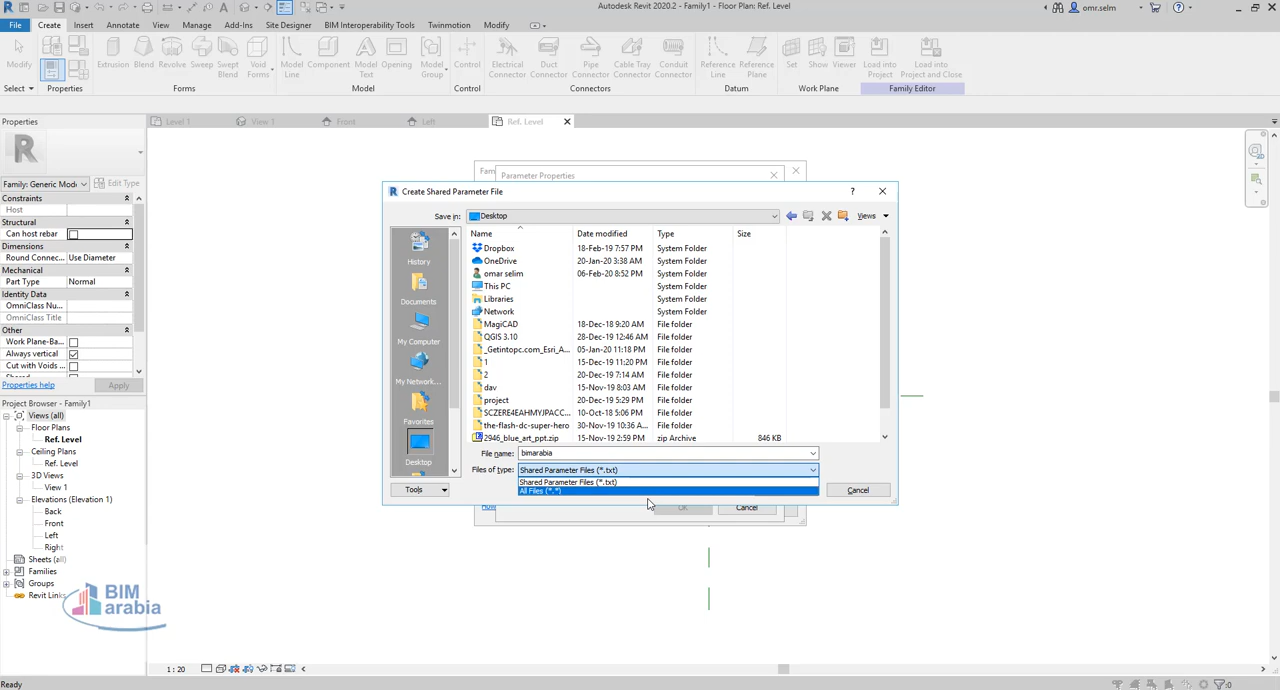 Autodesk Revit 2020.2 - Family1 - Floor Plan: Ref. Level
omr.selm
File Create Insert Annotate View Manage Add-Ins Site Designer BIM Interoperability Tools Twinmotion Modify
Modify Extrusion Blend Revolve Sweep Swept Blend Void Forms Model Line Component Model Text Opening Model Group Control Electrical Connector Duct Connector Pipe Connector Cable Tray Connector Conduit Connector Reference Line Reference Plane Set Show Viewer Load into Project Load into Project and Close
Select Properties Forms Model Control Connectors Datum Work Plane Family Editor
Properties
Level 1 View 1 Front Left Ref. Level
Family: Generic Mode Edit Type
Constraints
Host
Structural
Can host rebar
Dimensions
Round Connec... Use Diameter
Mechanical
Part Type Normal
Identity Data
OmniClass Nu...
OmniClass Title
Other
Work Plane-Ba...
Always vertical
Cut with Voids ...
Properties help Apply
Project Browser - Family1
Views (all)
Floor Plans
Ref. Level
Ceiling Plans
Ref. Level
3D Views
View 1
Elevations (Elevation 1)
Back
Front
Left
Right
Sheets (all)
Families
Groups
Revit Links
BIM
arabia
Fam
Parameter Properties
Create Shared Parameter File
Save in: Desktop Views
Name Date modified Type Size
Dropbox 18-Feb-19 7:57 PM System Folder
OneDrive 20-Jan-20 3:38 AM System Folder
omar selim 06-Feb-20 8:52 PM System Folder
This PC System Folder
Libraries System Folder
Network System Folder
MagiCAD 18-Dec-18 9:20 AM File folder
QGIS 3.10 28-Dec-19 12:46 AM File folder
_Getintopc.com_Esri_A... 05-Jan-20 11:18 PM File folder
1 15-Dec-19 11:20 PM File folder
2 20-Dec-19 7:14 AM File folder
dav 15-Nov-19 8:03 AM File folder
project 20-Dec-19 5:29 PM File folder
SCZERE4EAHMYJPACC... 10-Oct-18 5:06 PM File folder
the-flash-dc-super-hero 30-Nov-19 10:36 A... File folder
2946_blue_art_ppt.zip 15-Nov-19 2:59 PM zip Archive 846 KB
History
Documents
My Computer
My Network...
Favorites
Desktop
File name: bimarabia
Files of type: Shared Parameter Files (*.txt)
Shared Parameter Files (*.txt)
All Files (*.*)
Tools Cancel
OK Cancel
1 : 20
Ready
:0